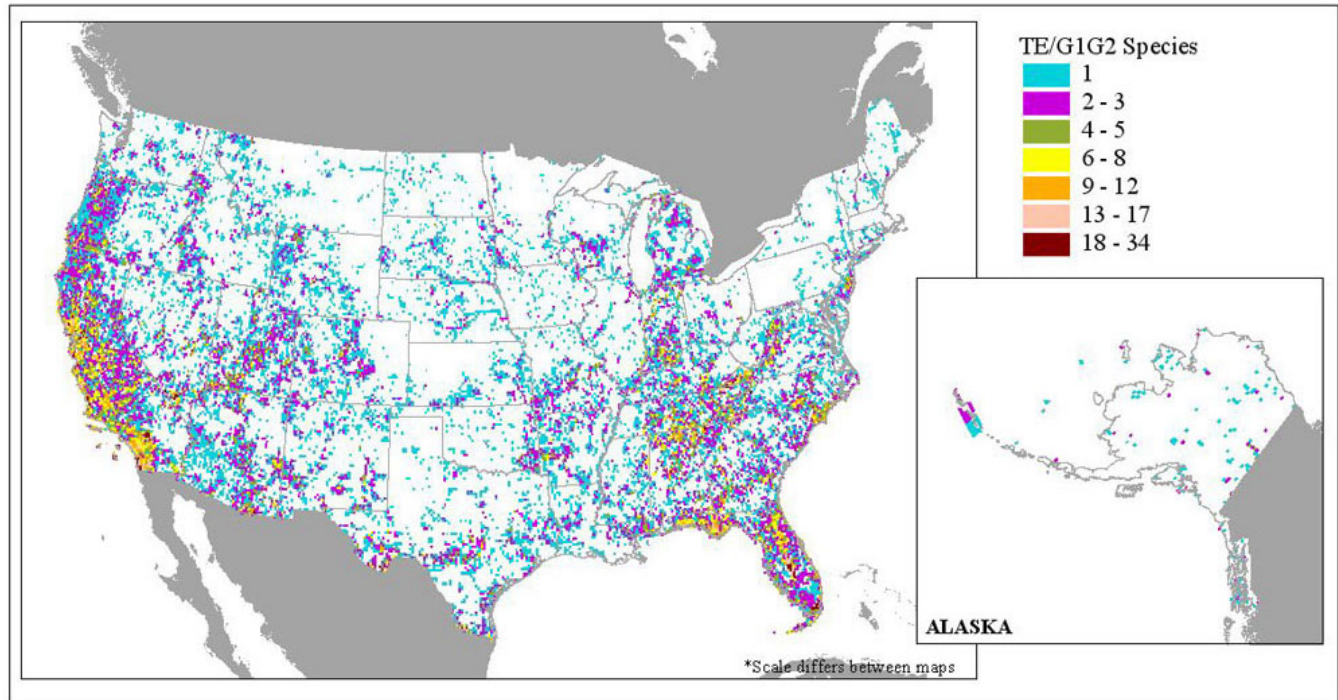 TE/G1G2 Species
1
2 - 3
4 - 5
6 - 8
9 - 12
13 - 17
18 - 34
ALASKA
*Scale differs between maps